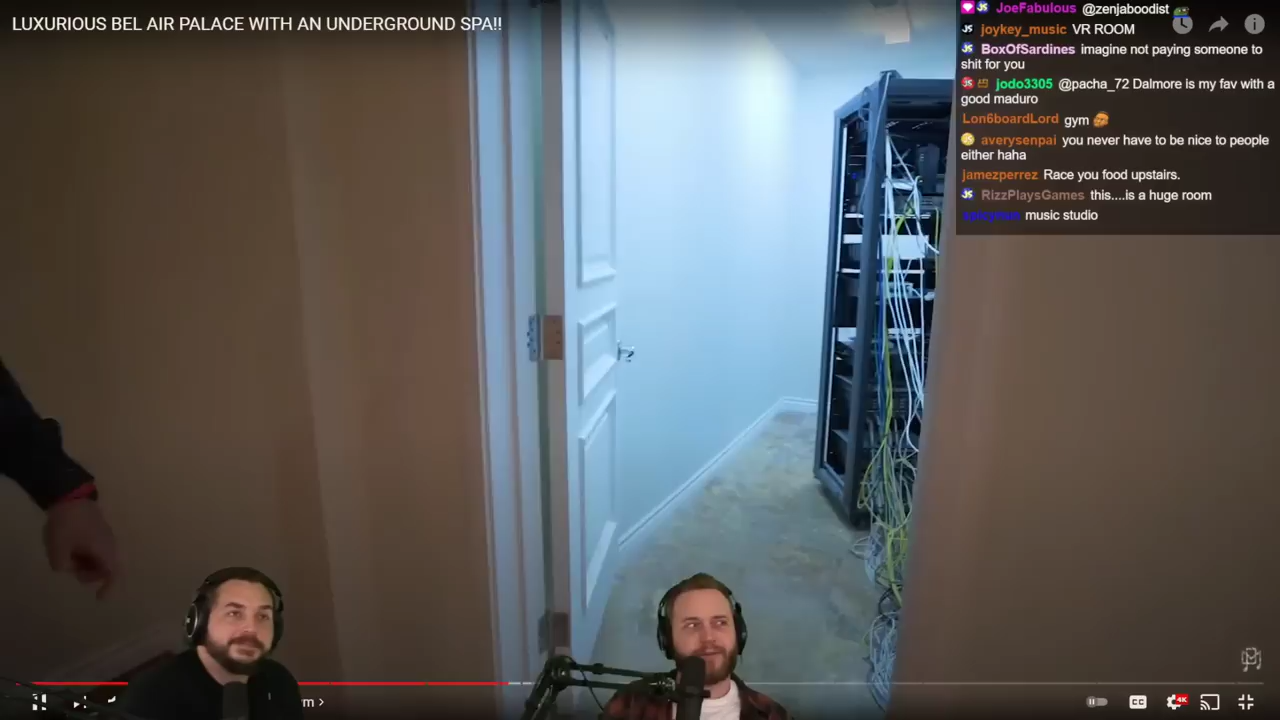 LUXURIOUS BEL AIR PALACE WITH AN UNDERGROUND SPA!!
JoeFabulous @zenjaboodist
joykey_music VR ROOM
BoxOfSardines imagine not paying someone to
shit for you
jodo3305 @pacha_72 Dalmore is my fav with a
good maduro
Lon6boardLord gym
averysenpai you never have to be nice to people
either haha
jamezperrez Race you food upstairs.
RizzPlaysGames this....is a huge room
music studio
CC
4K